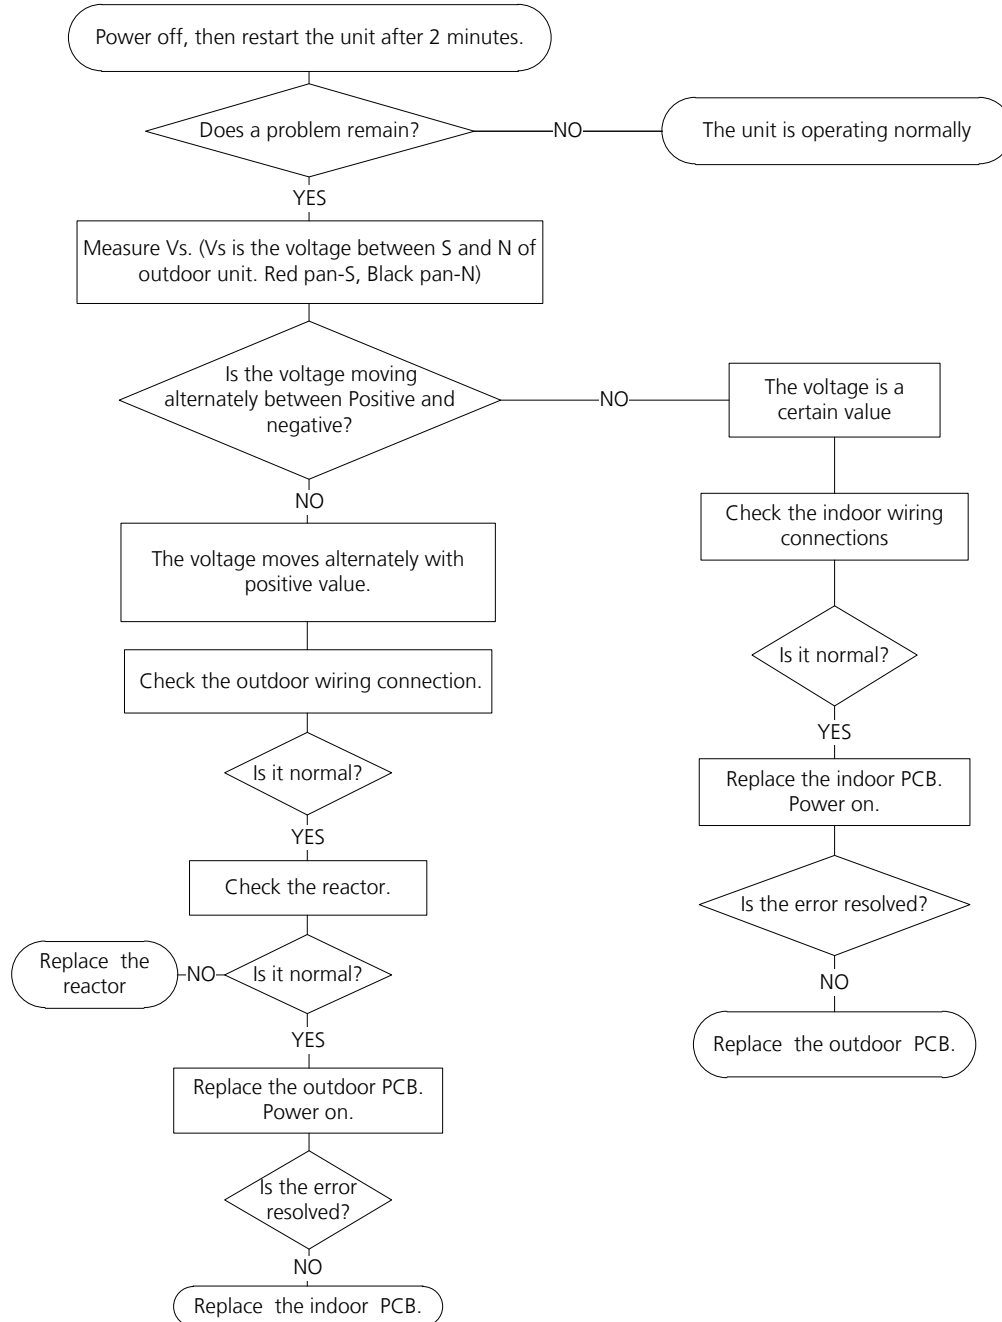 Power off, then restart the unit after 2 minutes.
Does a problem remain?
NO
The unit is operating normally
YES
Measure Vs. (Vs is the voltage between S and N of
outdoor unit. Red pan-S, Black pan-N)
Is the voltage moving
alternately between Positive and
negative?
NO
The voltage is a
certain value
NO
Check the indoor wiring
connections
The voltage moves alternately with
positive value.
Is it normal?
Check the outdoor wiring connection.
YES
Is it normal?
Replace the indoor PCB.
Power on.
YES
Check the reactor.
Is the error resolved?
Replace the
reactor
NO
Is it normal?
NO
YES
Replace the outdoor PCB.
Replace the outdoor PCB.
Power on.
Is the error
resolved?
NO
Replace the indoor PCB.